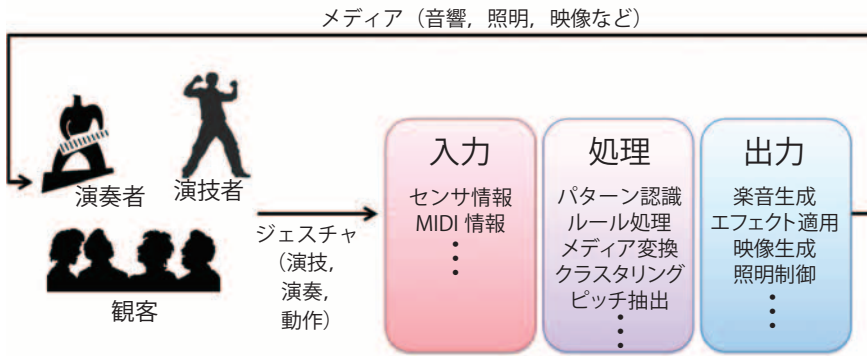 メディア（音響，照明，映像など）
演奏者
演技者
観客
ジェスチャ
（演技，
演奏，
動作）
入力
センサ情報
MIDI 情報
処理
パターン認識
ルール処理
メディア変換
クラスタリング
ピッチ抽出
出力
楽音生成
エフェクト適用
映像生成
照明制御